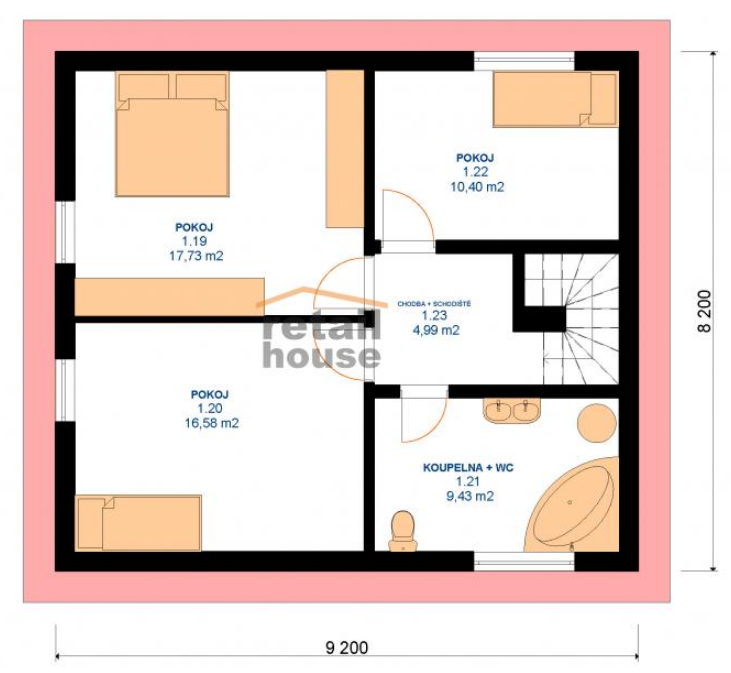 POKOJ
1.22
10,40 m2
POKOJ
1.19
17,73 m2
CHODBA + SCHODIŠTĚ
1.23
4,99 m2
retail
house
POKOJ
1.20
16,58 m2
KOUPELNA + WC
1.21
9,43 m2
8 200
9 200